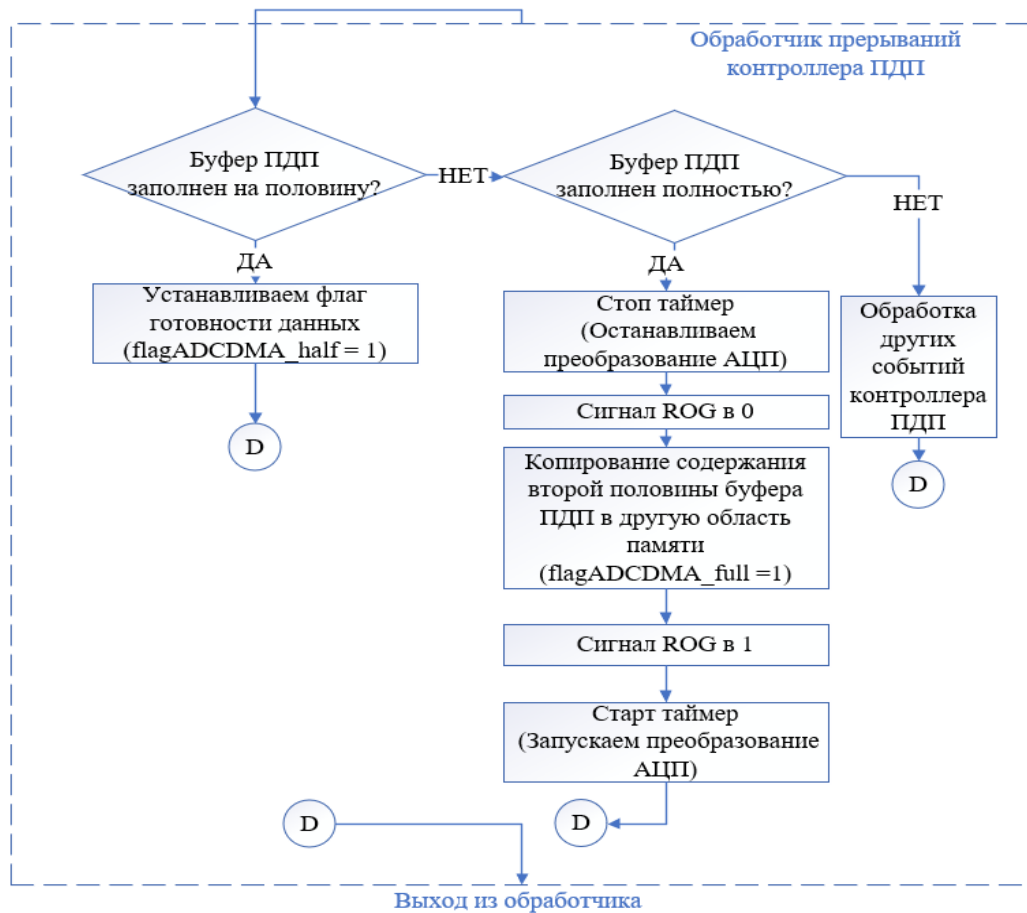 Обработчик прерываний
контроллера ПДП
Буфер ПДП
заполнен на половину?
НЕТ
Буфер ПДП
заполнен полностью?
НЕТ
ДА
ДА
Устанавливаем флаг
готовности данных
(flagADCDMA_half = 1)
D
Стоп таймер
(Останавливаем
преобразование АЦП)
Обработка
других
событий
контроллера
ПДП
D
Сигнал ROG в 0
Копирование содержания
второй половины буфера
ПДП в другую область
памяти
(flagADCDMA_full =1)
Сигнал ROG в 1
Старт таймер
(Запускаем преобразование
АЦП)
D
D
Выход из обработчика